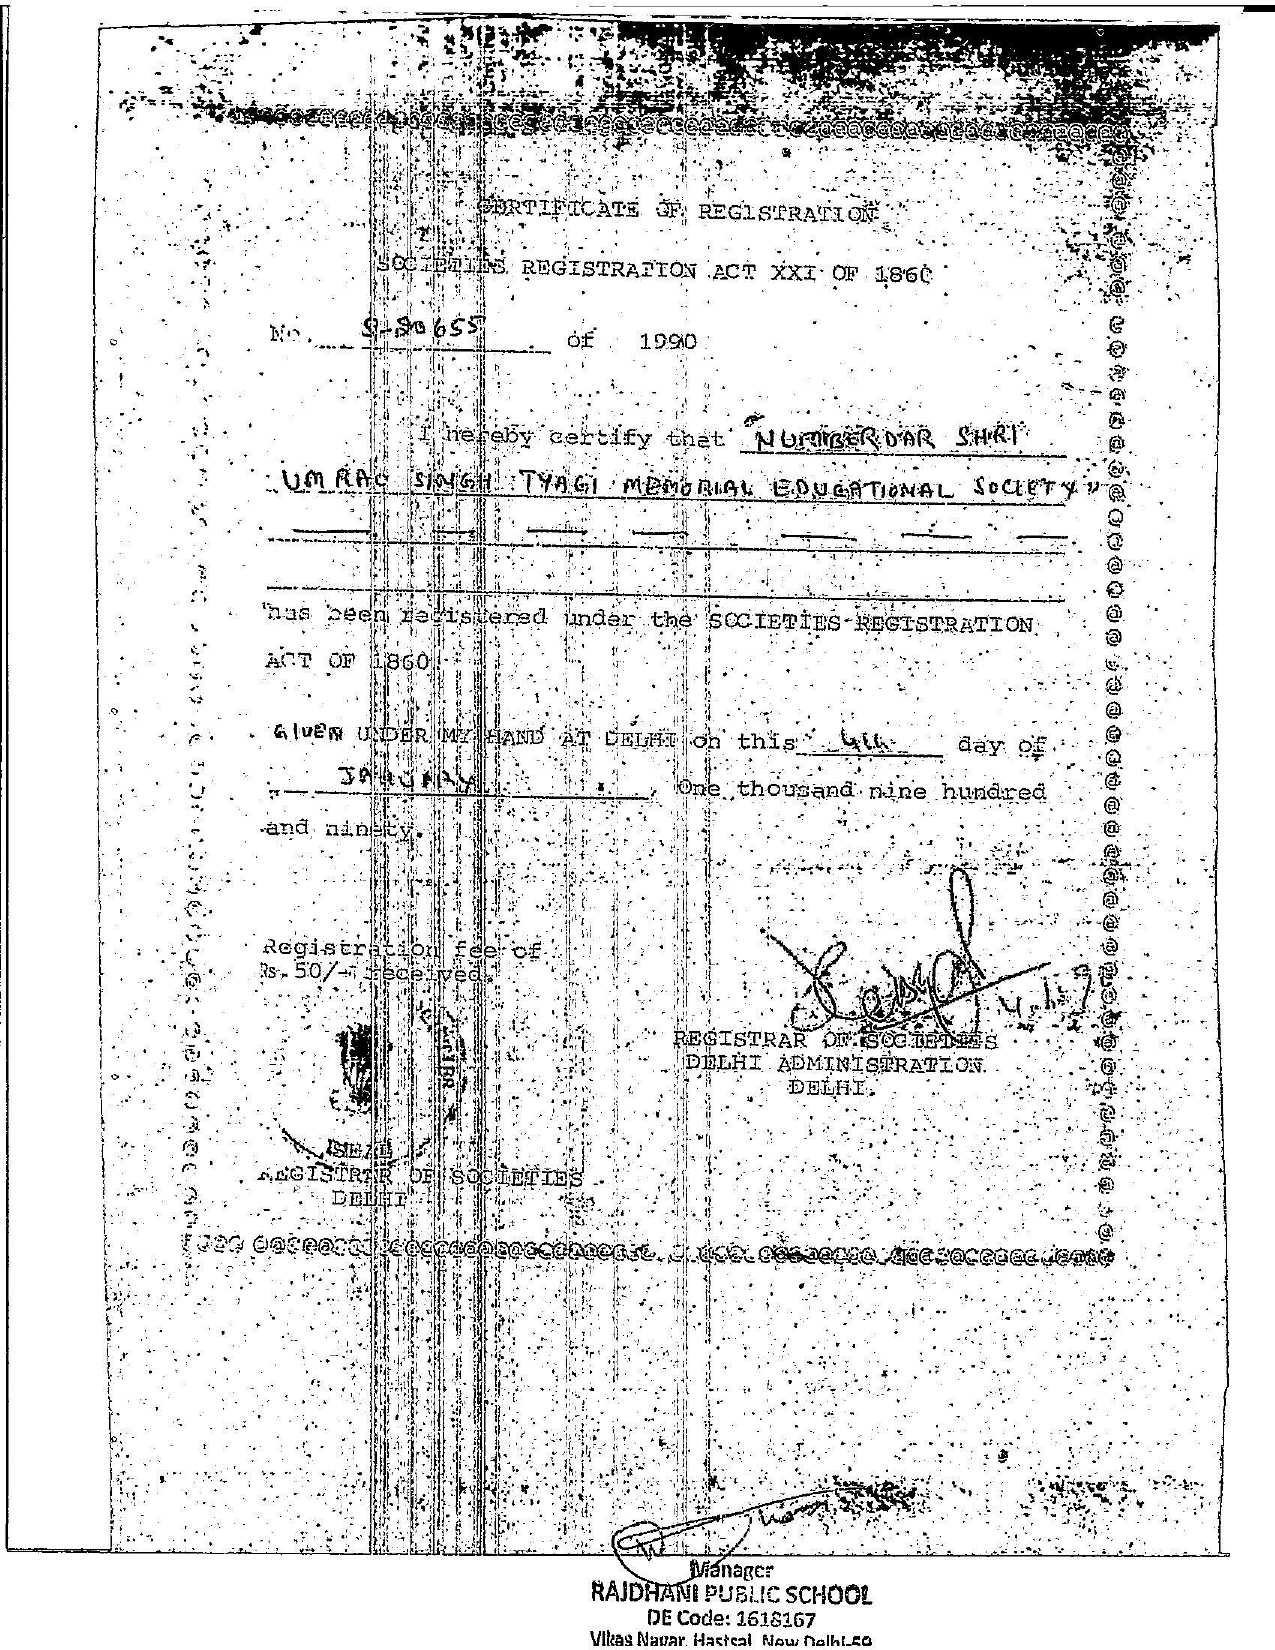 CERTIFICATE OF REGISTRATION
SOCIETIES REGISTRATION ACT XXI OF 1860
No. S-20655 of 1990
I hereby certify that "NUMBERDAR SHRI
UMRAO SINGH TYAGI MEMORIAL EDUCATIONAL SOCIETY"
has been registered under the SOCIETIES REGISTRATION
ACT OF 1860
GIVEN UNDER MY HAND AT DELHI on this 4th day of
JANUARY One thousand nine hundred
and ninety.
Registration fee of
Rs. 50/- received.
REGISTRAR OF SOCIETIES
DELHI ADMINISTRATION
DELHI.
SEAL
REGISTRAR OF SOCIETIES
DELHI
Manager
RAJDHANI PUBLIC SCHOOL
DE Code: 1618167
Vikas Nagar, Hastsal, New Delhi-59